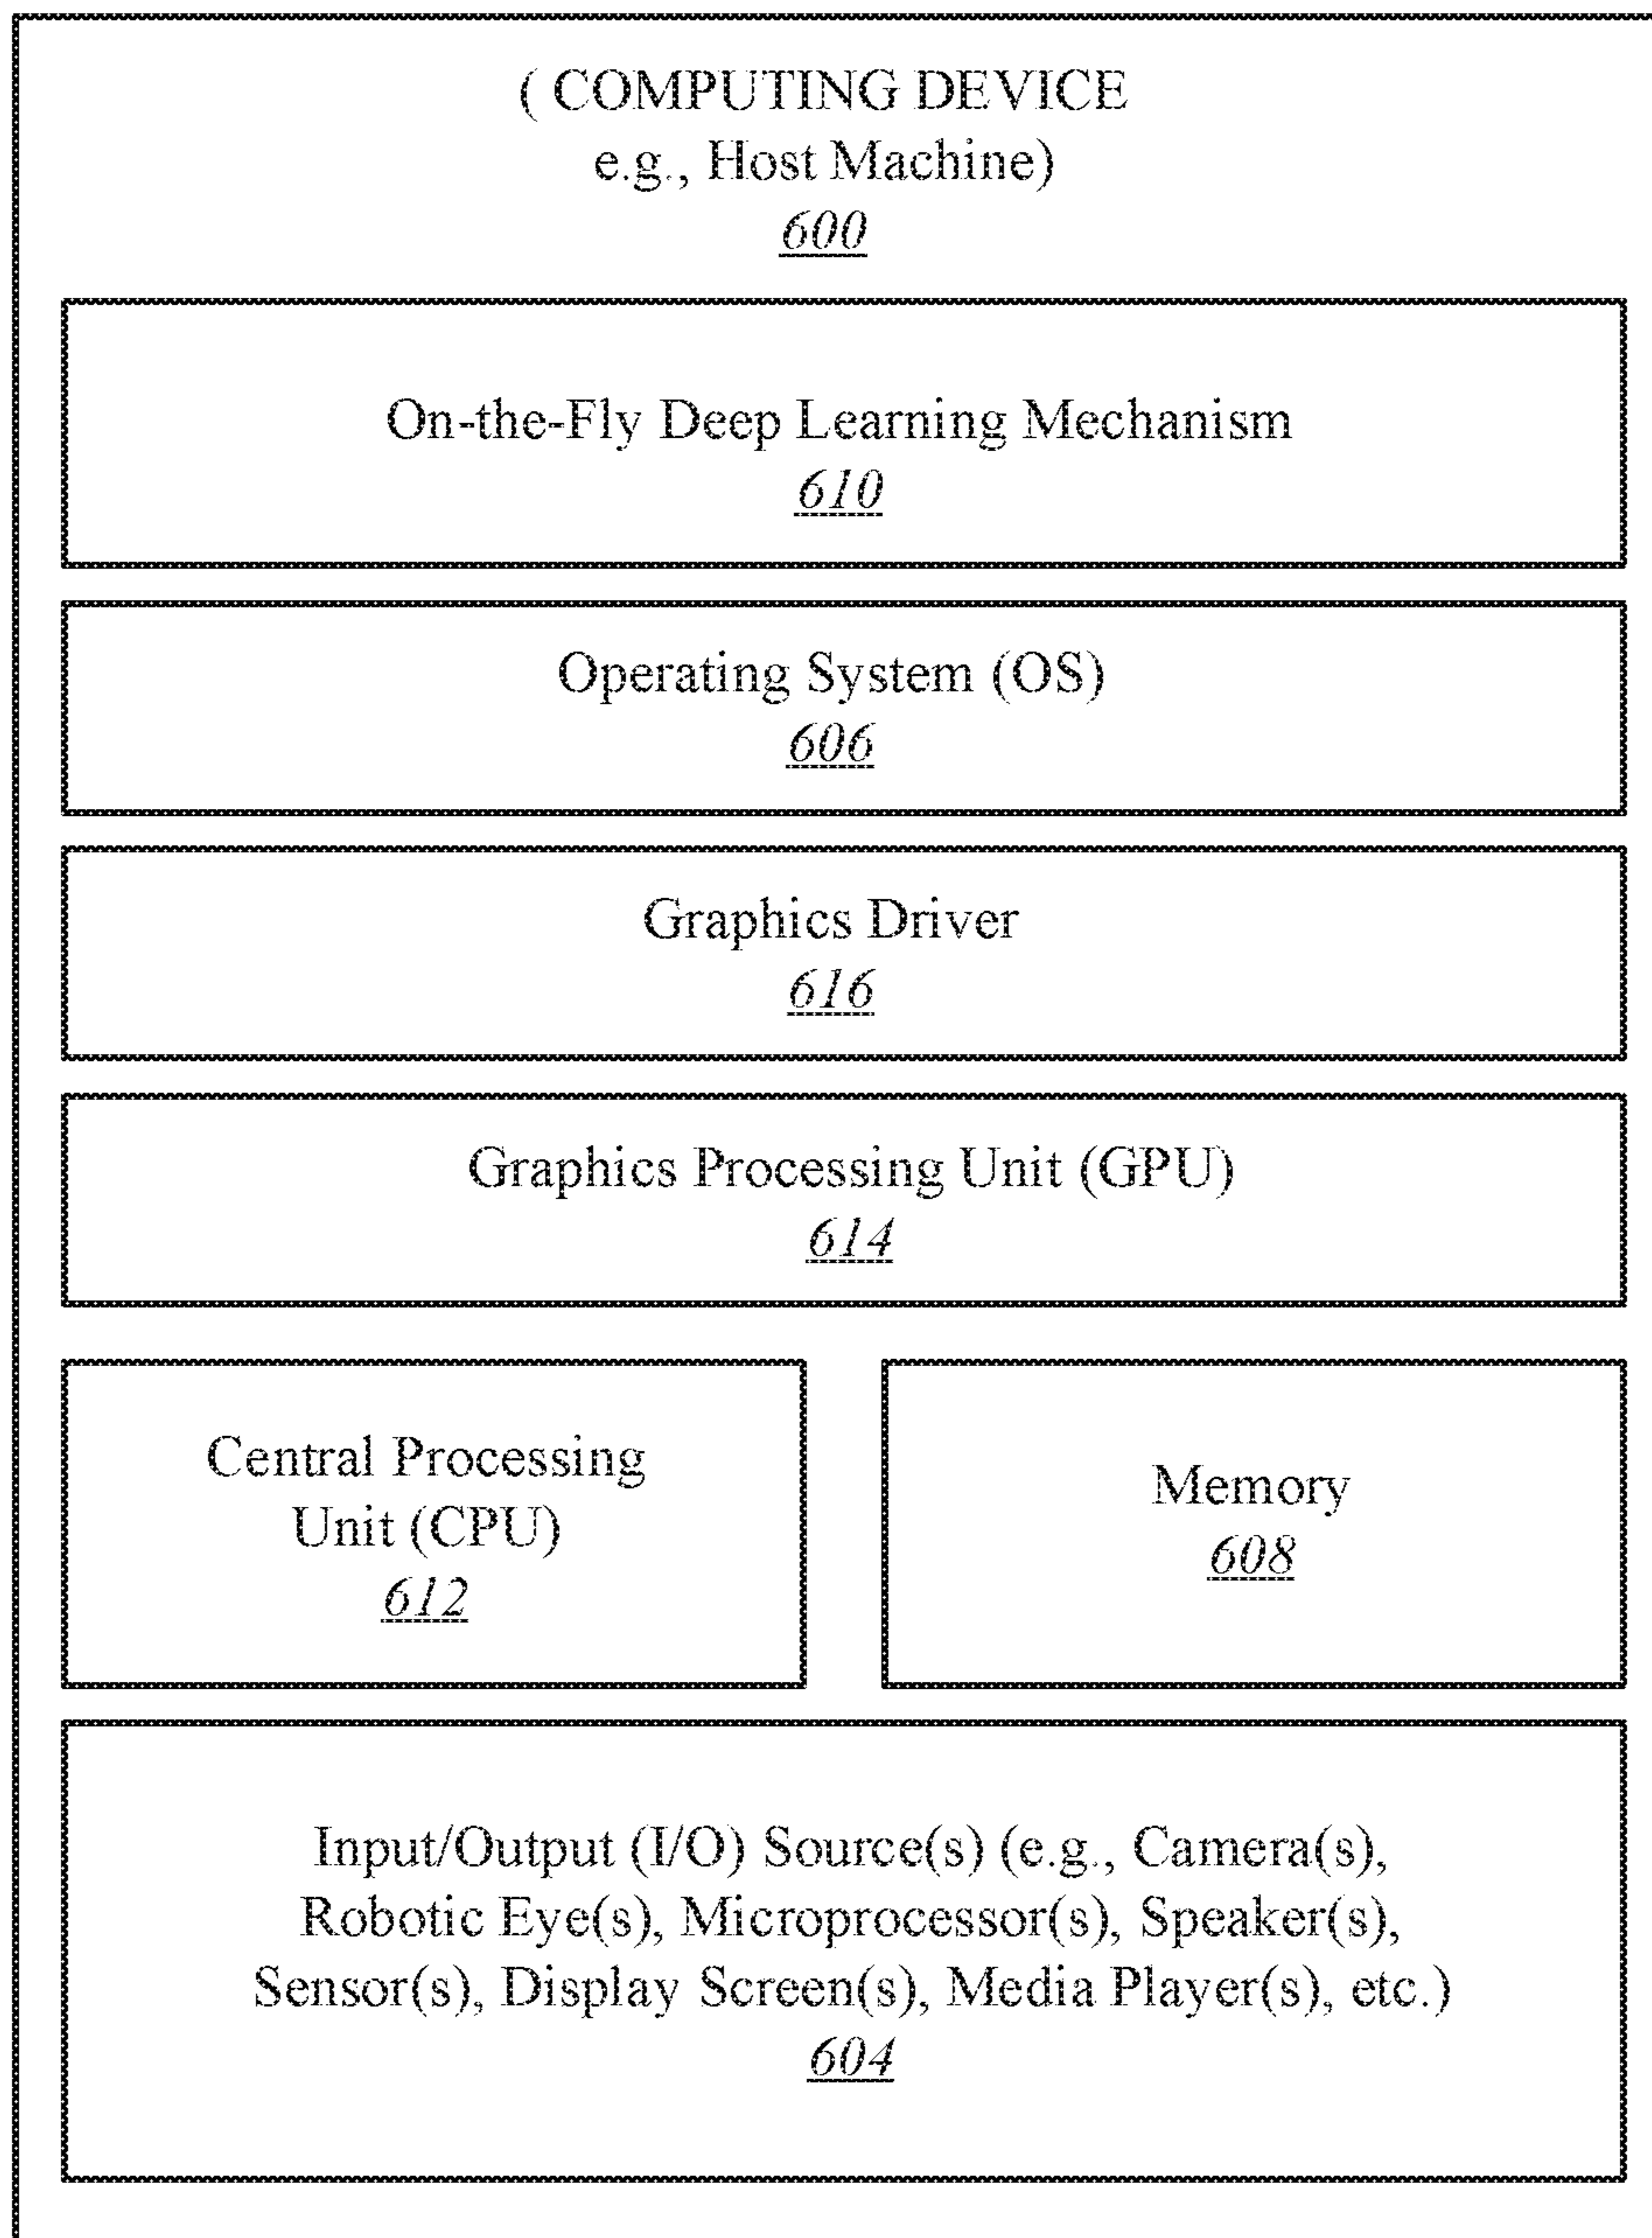 ( COMPUTING DEVICE
e.g., Host Machine)
600
On-the-Fly Deep Learning Mechanism
610
Operating System (OS)
606
Graphics Driver
616
Graphics Processing Unit (GPU)
614
Central Processing
Unit (CPU)
612
Memory
608
Input/Output (I/O) Source(s) (e.g., Camera(s),
Robotic Eye(s), Microprocessor(s), Speaker(s),
Sensor(s), Display Screen(s), Media Player(s), etc.)
604